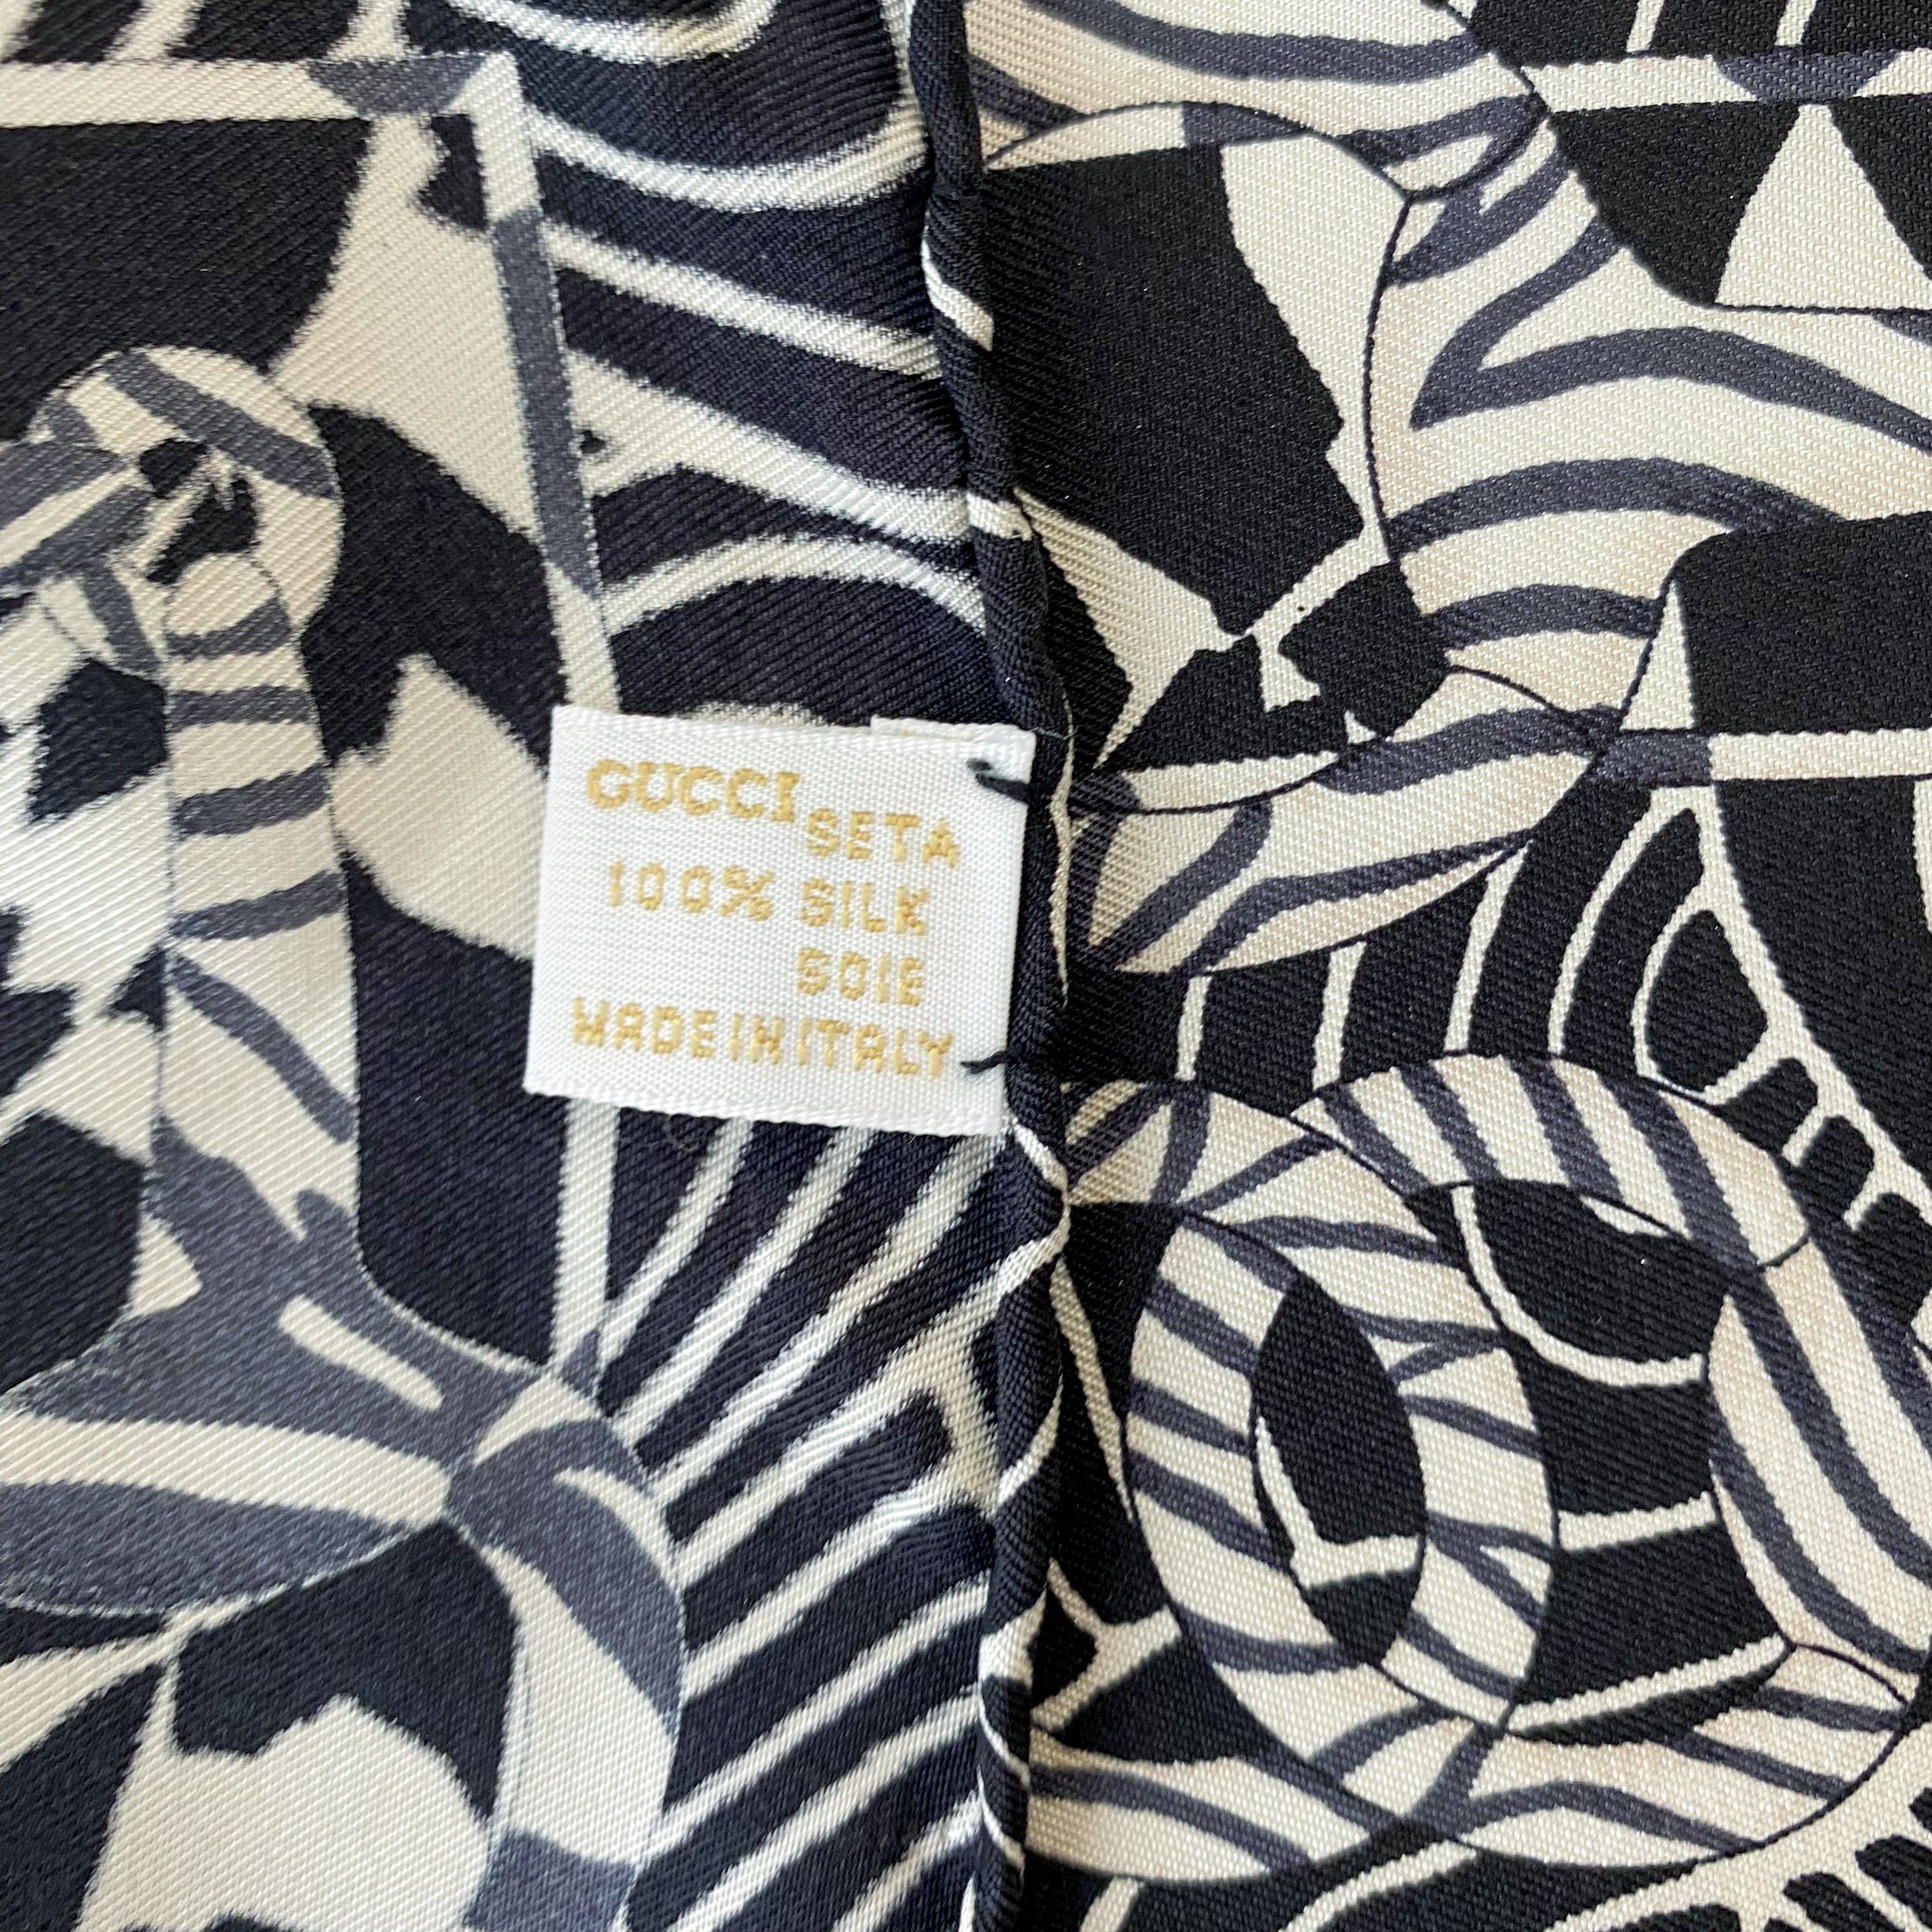 GUCCI SETA
100% SILK
SOIE
MADE IN ITALY